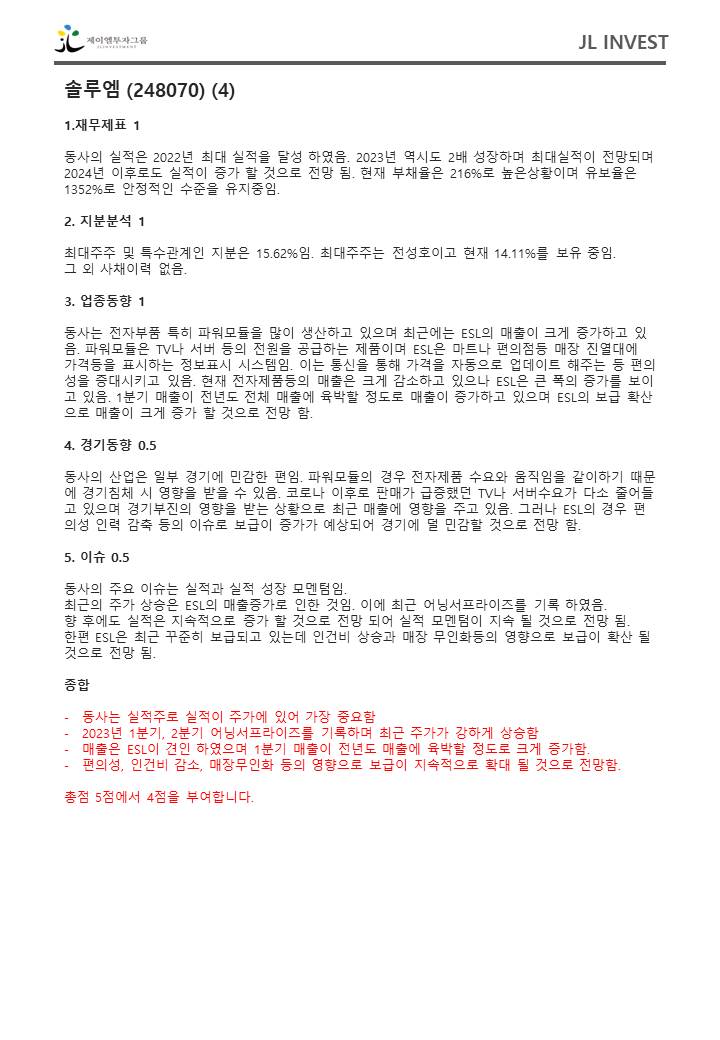 제이엘투자그룹
JLINVESTMENT
JL INVEST
솔루엠 (248070) (4)
1.재무제표 1
동사의 실적은 2022년 최대 실적을 달성 하였음. 2023년 역시도 2배 성장하며 최대실적이 전망되며
2024년 이후로도 실적이 증가 할 것으로 전망 됨. 현재 부채율은 216%로 높은상황이며 유보율은
1352%로 안정적인 수준을 유지중임.
2. 지분분석 1
최대주주 및 특수관계인 지분은 15.62%임. 최대주주는 전성호이고 현재 14.11%를 보유 중임.
그 외 사채이력 없음.
3. 업종동향 1
동사는 전자부품 특히 파워모듈을 많이 생산하고 있으며 최근에는 ESL의 매출이 크게 증가하고 있
음. 파워모듈은 TV나 서버 등의 전원을 공급하는 제품이며 ESL은 마트나 편의점등 매장 진열대에
가격등을 표시하는 정보표시 시스템임. 이는 통신을 통해 가격을 자동으로 업데이트 해주는 등 편의
성을 증대시키고 있음. 현재 전자제품등의 매출은 크게 감소하고 있으나 ESL은 큰 폭의 증가를 보이
고 있음. 1분기 매출이 전년도 전체 매출에 육박할 정도로 매출이 증가하고 있으며 ESL의 보급 확산
으로 매출이 크게 증가 할 것으로 전망 함.
4. 경기동향 0.5
동사의 산업은 일부 경기에 민감한 편임. 파워모듈의 경우 전자제품 수요와 움직임을 같이하기 때문
에 경기침체 시 영향을 받을 수 있음. 코로나 이후로 판매가 급증했던 TV나 서버수요가 다소 줄어들
고 있으며 경기부진의 영향을 받는 상황으로 최근 매출에 영향을 주고 있음. 그러나 ESL의 경우 편
의성 인력 감축 등의 이슈로 보급이 증가가 예상되어 경기에 덜 민감할 것으로 전망 함.
5. 이슈 0.5
동사의 주요 이슈는 실적과 실적 성장 모멘텀임.
최근의 주가 상승은 ESL의 매출증가로 인한 것임. 이에 최근 어닝서프라이즈를 기록 하였음.
향 후에도 실적은 지속적으로 증가 할 것으로 전망 되어 실적 모멘텀이 지속 될 것으로 전망 됨.
한편 ESL은 최근 꾸준히 보급되고 있는데 인건비 상승과 매장 무인화등의 영향으로 보급이 확산 될
것으로 전망 됨.
종합
- 동사는 실적주로 실적이 주가에 있어 가장 중요함
- 2023년 1분기, 2분기 어닝서프라이즈를 기록하며 최근 주가가 강하게 상승함
- 매출은 ESL이 견인 하였으며 1분기 매출이 전년도 매출에 육박할 정도로 크게 증가함.
- 편의성, 인건비 감소, 매장무인화 등의 영향으로 보급이 지속적으로 확대 될 것으로 전망함.
총점 5점에서 4점을 부여합니다.